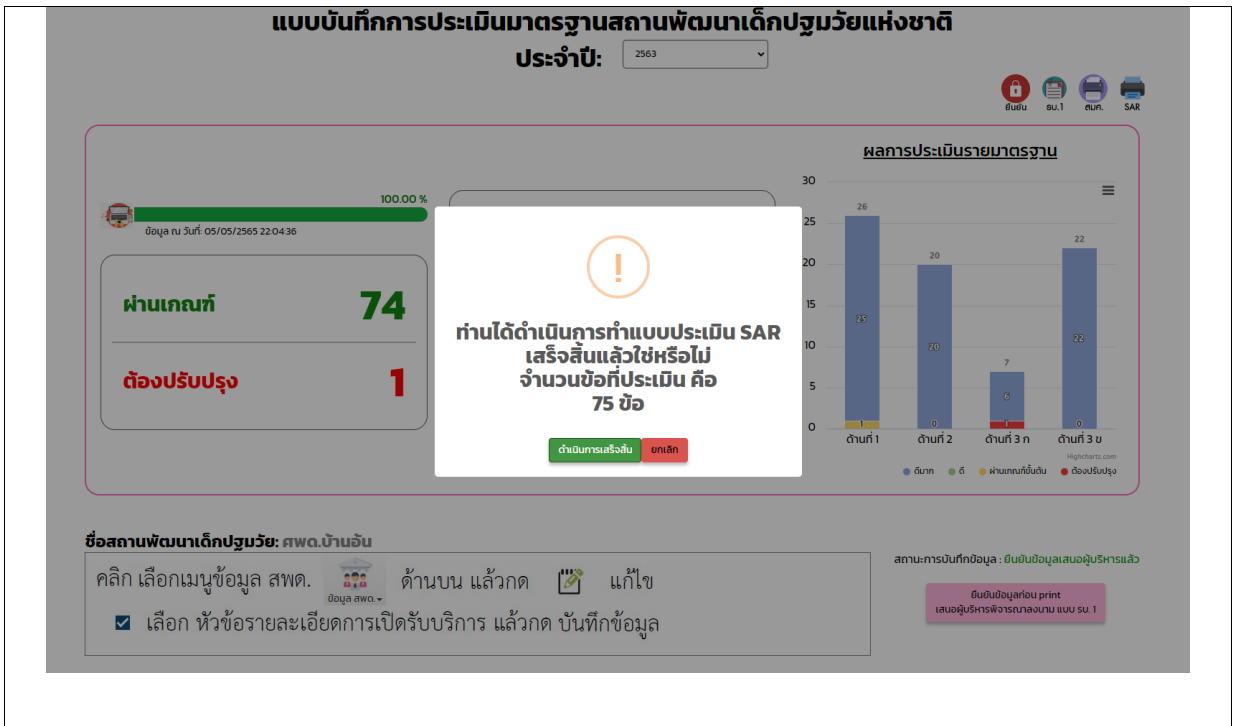 แบบบันทึกการประเมินมาตรฐานสถานพัฒนาเด็กปฐมวัยแห่งชาติ
ประจำปี: 2563
ยืนยัน รบ.1 สมศ. SAR
100.00 %
ข้อมูล ณ วันที่: 05/05/2565 22:04:36
ผ่านเกณฑ์ 74
ต้องปรับปรุง 1
!
ท่านได้ดำเนินการทำแบบประเมิน SAR
เสร็จสิ้นแล้วใช่หรือไม่
จำนวนข้อที่ประเมิน คือ
75 ข้อ
ดำเนินการเสร็จสิ้น ยกเลิก
ผลการประเมินรายมาตรฐาน
30
25
20
15
10
5
0
26
25
1
20
20
0
7
6
1
22
22
0
ด้านที่ 1 ด้านที่ 2 ด้านที่ 3 ก ด้านที่ 3 ข
Highcharts.com
ดีมาก ดี ผ่านเกณฑ์ขั้นต้น ต้องปรับปรุง
ชื่อสถานพัฒนาเด็กปฐมวัย: ศพด.บ้านอ้น
คลิก เลือกเมนูข้อมูล สพด. ข้อมูล สพด. ด้านบน แล้วกด แก้ไข
เลือก หัวข้อรายละเอียดการเปิดรับบริการ แล้วกด บันทึกข้อมูล
สถานะการบันทึกข้อมูล : ยืนยันข้อมูลเสนอผู้บริหารแล้ว
ยืนยันข้อมูลก่อน print
เสนอผู้บริหารพิจารณาลงนาม แบบ รบ. 1